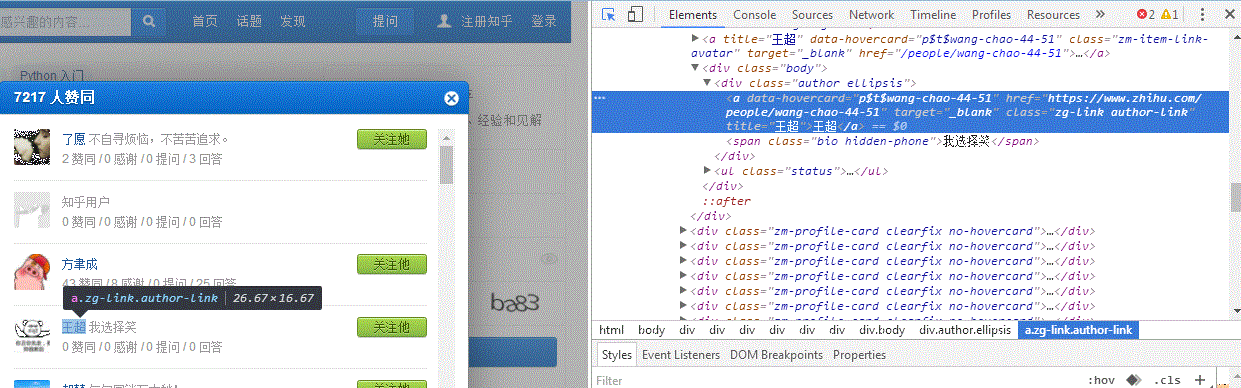 感兴趣的内容... 首页 话题 发现 提问 注册知乎 登录
Python 入门
7217 人赞同
、经验和见解
了愿 不自寻烦恼，不苦苦追求。 关注她
2 赞同 / 0 感谢 / 0 提问 / 3 回答
知乎用户
0 赞同 / 0 感谢 / 0 提问 / 0 回答
方聿成 关注他
43 赞同 / 8 感谢 / 0 提问 / 25 回答
a.zg-link.author-link | 26.67×16.67
ba83
王超 我选择笑 关注他
0 赞同 / 0 感谢 / 0 提问 / 0 回答
Elements Console Sources Network Timeline Profiles Resources » 2 1
▶<a title="王超" data-hovercard="p$t$wang-chao-44-51" class="zm-item-link-
avatar" target="_blank" href="/people/wang-chao-44-51">…</a>
▼<div class="body">
▼<div class="author ellipsis">
<a data-hovercard="p$t$wang-chao-44-51" href="https://www.zhihu.com/
people/wang-chao-44-51" target="_blank" class="zg-link author-link"
title="王超">王超</a> == $0
<span class="bio hidden-phone">我选择笑</span>
</div>
▶<ul class="status">…</ul>
</div>
::after
</div>
▶<div class="zm-profile-card clearfix no-hovercard">…</div>
▶<div class="zm-profile-card clearfix no-hovercard">…</div>
▶<div class="zm-profile-card clearfix no-hovercard">…</div>
▶<div class="zm-profile-card clearfix no-hovercard">…</div>
▶<div class="zm-profile-card clearfix no-hovercard">…</div>
▶<div class="zm-profile-card clearfix no-hovercard">…</div>
html body div div div div div div div div.body div.author.ellipsis a.zg-link.author-link
Styles Event Listeners DOM Breakpoints Properties
Filter :hov .cls +